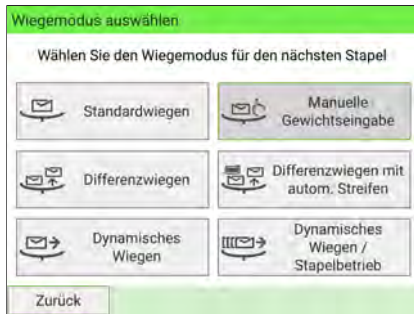 Wiegemodus auswählen
Wählen Sie den Wiegemodus für den nächsten Stapel
Standardwiegen
Manuelle
Gewichtseingabe
Differenzwiegen
Differenzwiegen mit
autom. Streifen
Dynamisches
Wiegen
Dynamisches
Wiegen /
Stapelbetrieb
Zurück